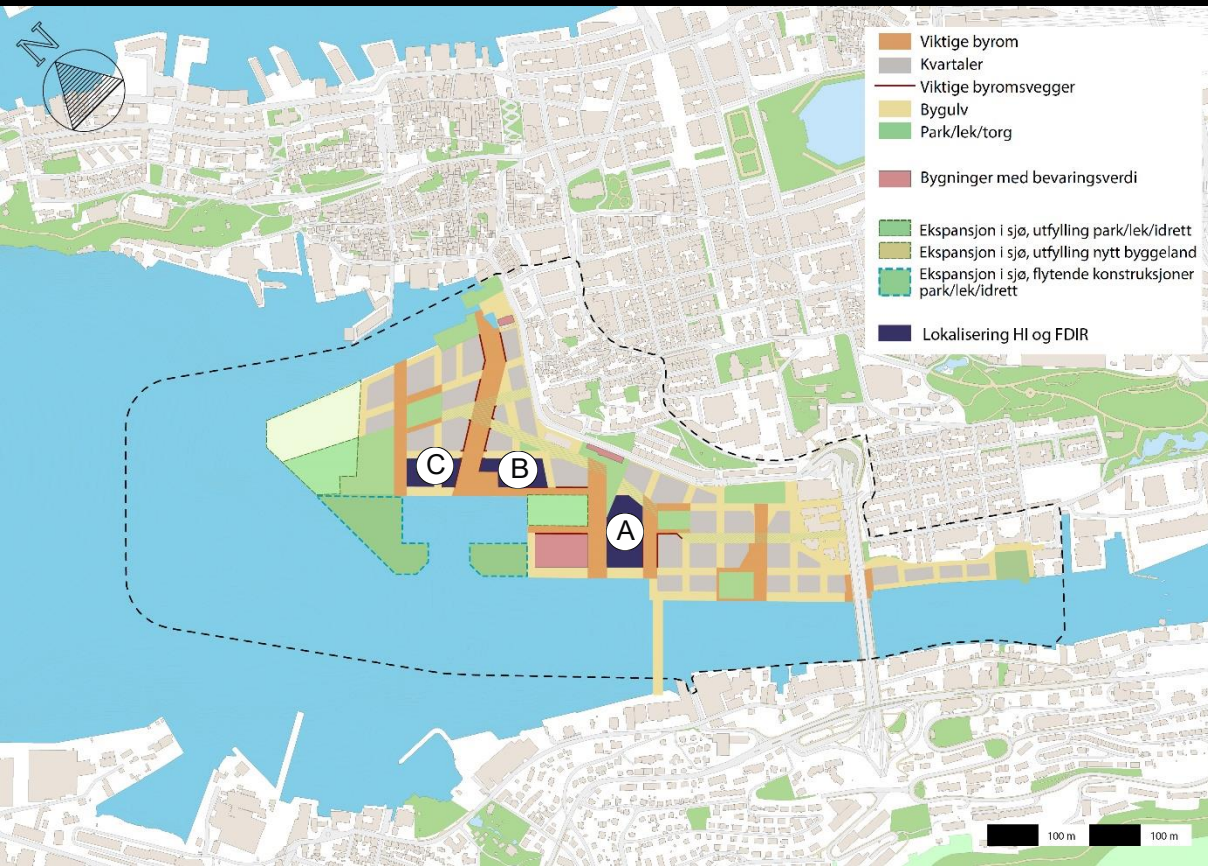 N
Viktige byrom
Kvartaler
Viktige byromsvegger
Bygulv
Park/lek/torg
Bygninger med bevaringsverdi
Ekspansjon i sjø, utfylling park/lek/idrett
Ekspansjon i sjø, utfylling nytt byggeland
Ekspansjon i sjø, flytende konstruksjoner
park/lek/idrett
Lokalisering HI og FDIR
C
B
A
100 m 100 m